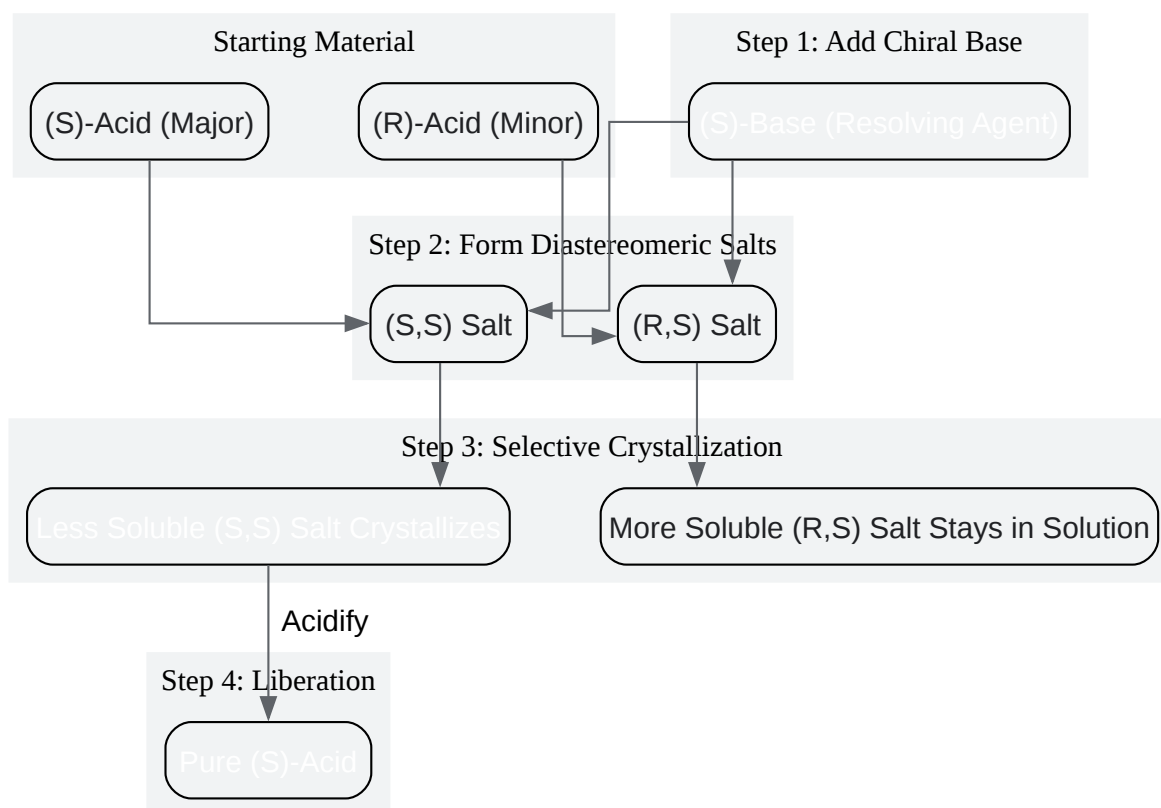 Starting Material
Step 1: Add Chiral Base
(S)-Acid (Major)
(R)-Acid (Minor)
(S)-Base (Resolving Agent)
Step 2: Form Diastereomeric Salts
(S,S) Salt
(R,S) Salt
Step 3: Selective Crystallization
Less Soluble (S,S) Salt Crystallizes
More Soluble (R,S) Salt Stays in Solution
Acidify
Step 4: Liberation
Pure (S)-Acid